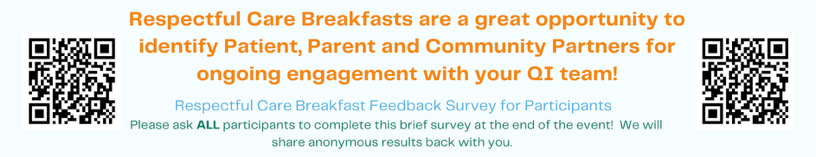 Respectful Care Breakfasts are a great opportunity to
identify Patient, Parent and Community Partners for
ongoing engagement with your QI team!
Respectful Care Breakfast Feedback Survey for Participants
Please ask ALL participants to complete this brief survey at the end of the event! We will
share anonymous results back with you.